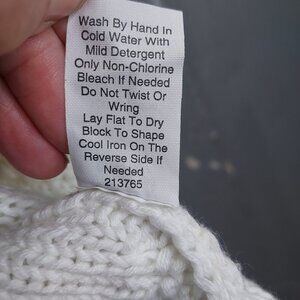 Wash By Hand In
Cold Water With
Mild Detergent
Only Non-Chlorine
Bleach If Needed
Do Not Twist Or
Wring
Lay Flat To Dry
Block To Shape
Cool Iron On The
Reverse Side If
Needed
213765